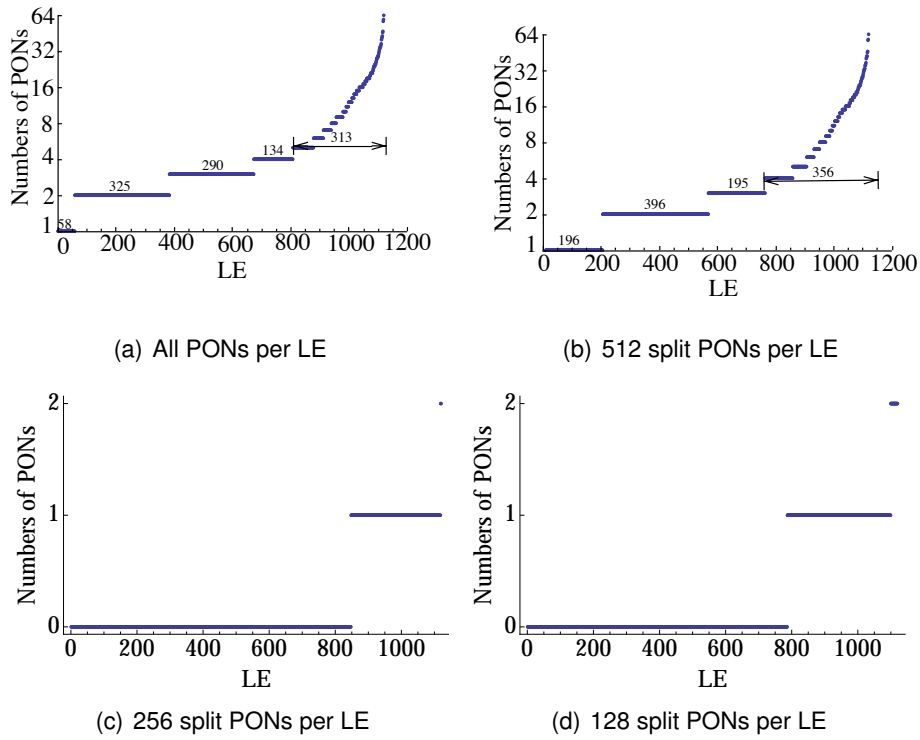 64
32
16
8
4
2
1
Numbers of PONs
58
325
290
134
313
0 200 400 600 800 1000 1200
LE
(a) All PONs per LE
64
32
16
8
4
2
1
Numbers of PONs
196
396
195
356
0 200 400 600 800 1000 1200
LE
(b) 512 split PONs per LE
2
1
0
Numbers of PONs
0 200 400 600 800 1000
LE
(c) 256 split PONs per LE
2
1
0
Numbers of PONs
0 200 400 600 800 1000
LE
(d) 128 split PONs per LE